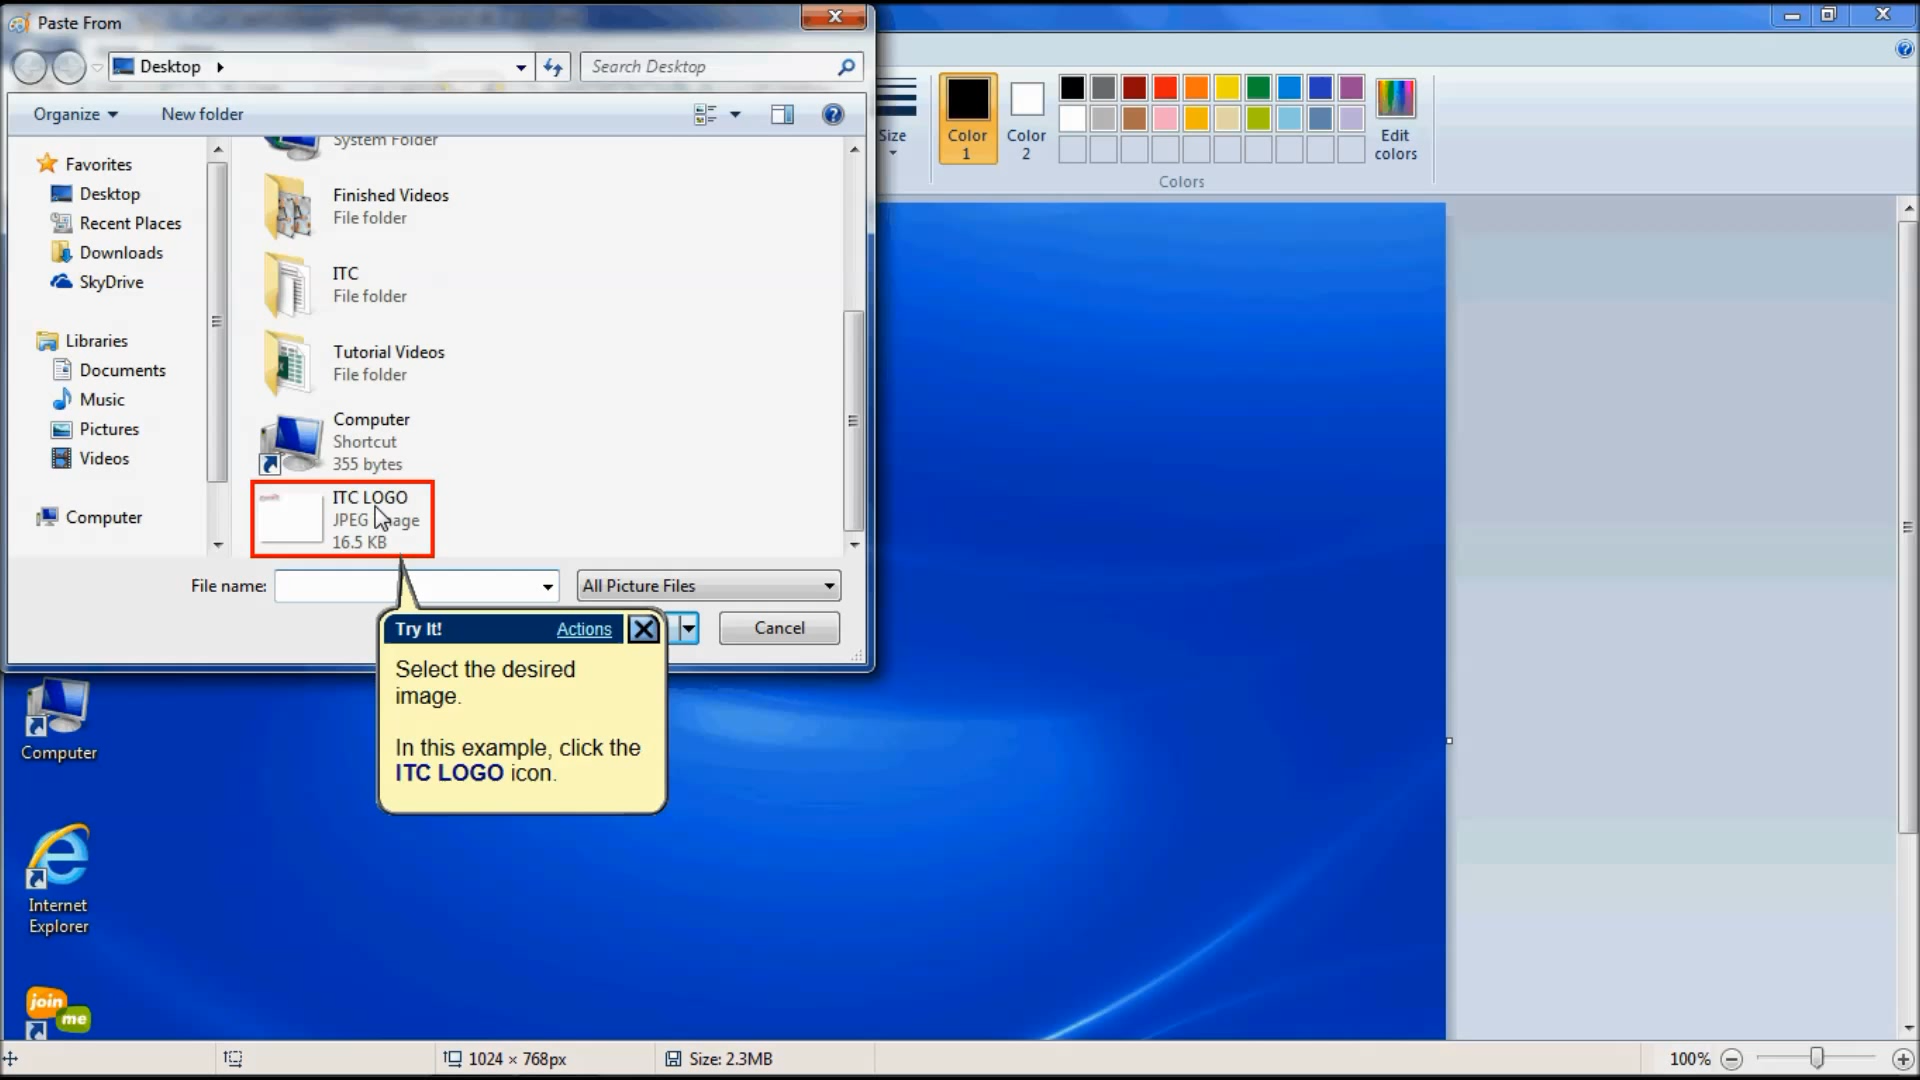 Paste From
Desktop
Search Desktop
Organize
New folder
Favorites
Desktop
Recent Places
Downloads
SkyDrive
Libraries
Documents
Music
Pictures
Videos
Computer
System Folder
Finished Videos
File folder
ITC
File folder
Tutorial Videos
File folder
Computer
Shortcut
355 bytes
ITC LOGO
JPEG Image
16.5 KB
File name:
All Picture Files
Cancel
Try It!
Actions
Select the desired
image.
In this example, click the
ITC LOGO icon.
Size
Color
1
Color
2
Edit
colors
Colors
Computer
Internet
Explorer
join
me
1024 × 768px
Size: 2.3MB
100%